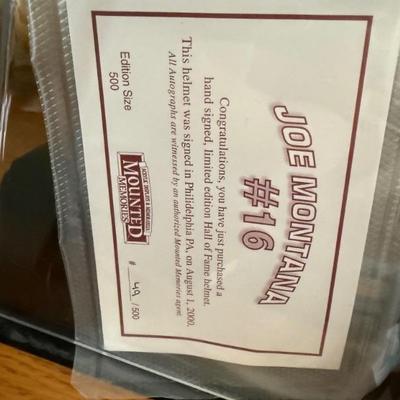 JOE MONTANA
#16
Congratulations, you have just purchased a
hand signed, limited edition Hall of Fame helmet.
This helmet was signed in Philidelphia PA, on August 1, 2000.
All Autographs are witnessed by an authorized Mounted Memories agent.
Edition Size
500
MOUNTED
MEMORIES
# 49 /500